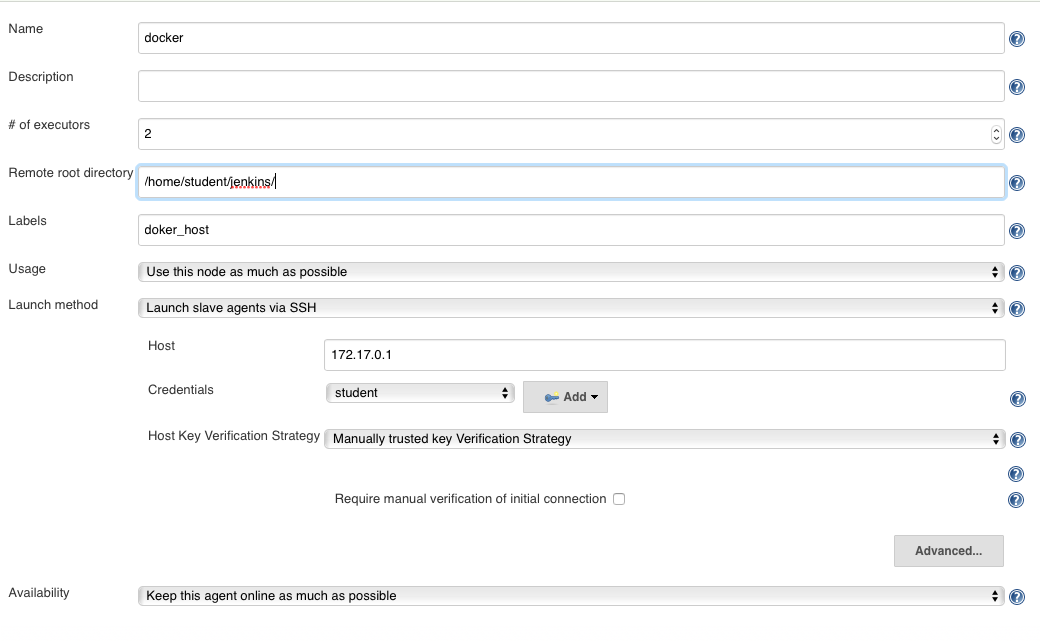 Name
docker
Description
# of executors
2
Remote root directory
/home/student/jenkins/
Labels
doker_host
Usage
Use this node as much as possible
Launch method
Launch slave agents via SSH
Host
172.17.0.1
Credentials
student
Add
Host Key Verification Strategy
Manually trusted key Verification Strategy
Require manual verification of initial connection
Advanced...
Availability
Keep this agent online as much as possible